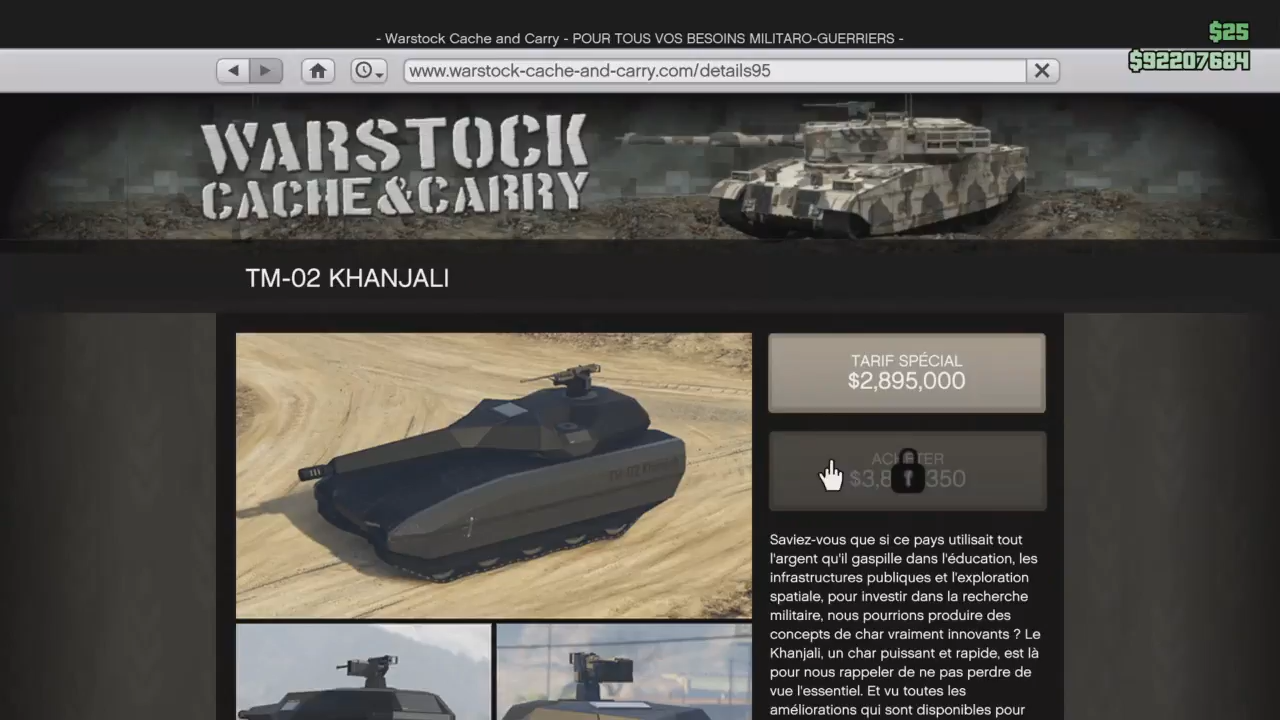 - Warstock Cache and Carry - POUR TOUS VOS BESOINS MILITARO-GUERRIERS -
$25
$92207684
www.warstock-cache-and-carry.com/details95
WARSTOCK
CACHE&CARRY
TM-02 KHANJALI
TARIF SPÉCIAL
$2,895,000
ACHETER
TM-02 Khanjali
Saviez-vous que si ce pays utilisait tout
l'argent qu'il gaspille dans l'éducation, les
infrastructures publiques et l'exploration
spatiale, pour investir dans la recherche
militaire, nous pourrions produire des
concepts de char vraiment innovants ? Le
Khanjali, un char puissant et rapide, est là
pour nous rappeler de ne pas perdre de
vue l'essentiel. Et vu toutes les
améliorations qui sont disponibles pour